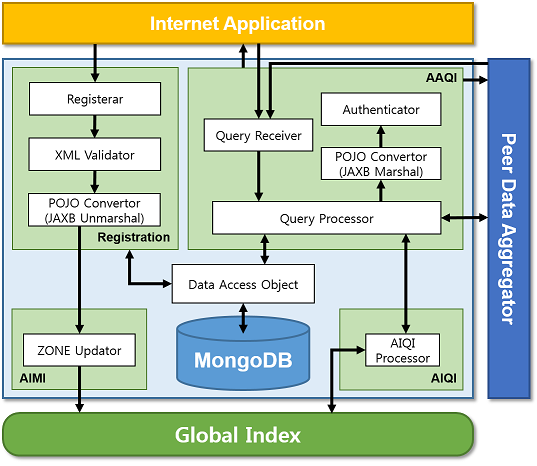 Internet Application
AAQI
Registerar
Authenticator
Query Receiver
XML Validator
POJO Convertor
(JAXB Marshal)
POJO Convertor
(JAXB Unmarshal)
Query Processor
Registration
Peer Data Aggregator
Data Access Object
ZONE Updator
MongoDB
AIQI
Processor
AIMI
AIQI
Global Index